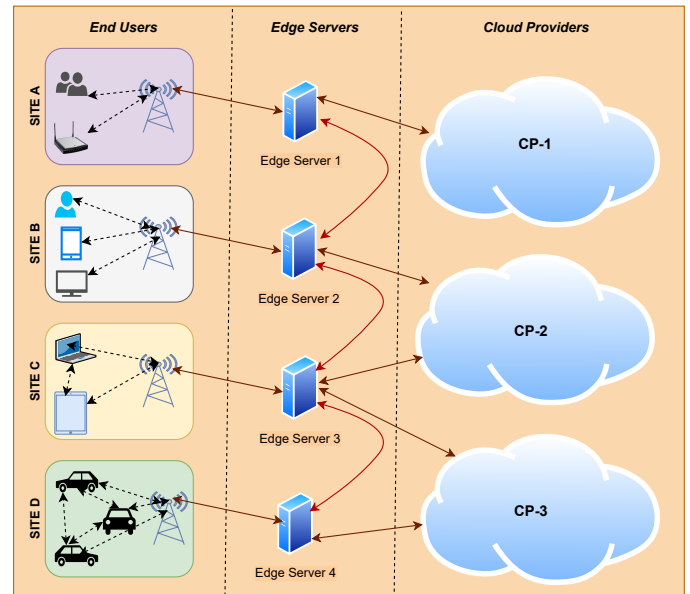 End Users
Edge Servers
Cloud Providers
SITE A
Edge Server 1
CP-1
SITE B
Edge Server 2
CP-2
SITE C
Edge Server 3
CP-3
SITE D
Edge Server 4